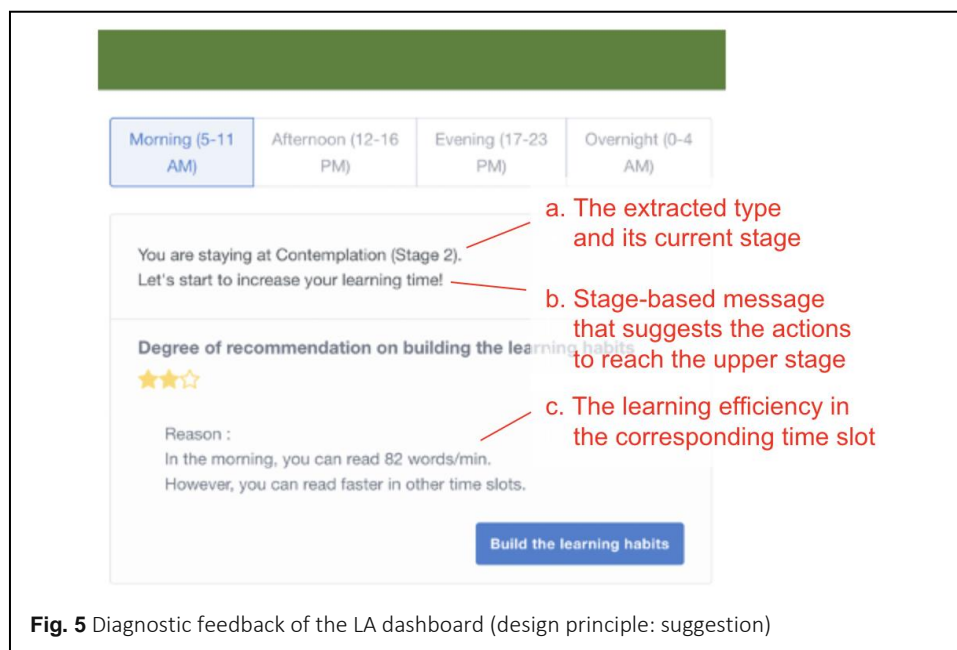 Morning (5-11
AM)
Afternoon (12-16
PM)
Evening (17-23
PM)
Overnight (0-4
AM)
a. The extracted type
and its current stage
You are staying at Contemplation (Stage 2).
Let's start to increase your learning time!
b. Stage-based message
that suggests the actions
to reach the upper stage
Degree of recommendation on building the learning habits
c. The learning efficiency in
the corresponding time slot
Reason :
In the morning, you can read 82 words/min.
However, you can read faster in other time slots.
Build the learning habits
Fig. 5 Diagnostic feedback of the LA dashboard (design principle: suggestion)